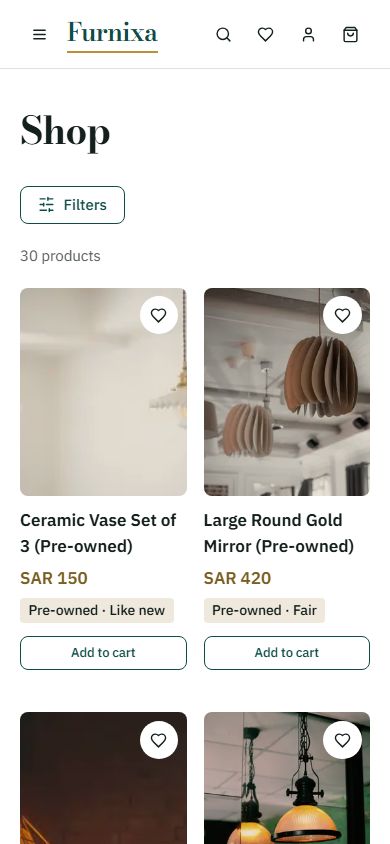 Furnixa
Shop
Filters
30 products
Ceramic Vase Set of
3 (Pre-owned)
SAR 150
Pre-owned · Like new
Add to cart
Large Round Gold
Mirror (Pre-owned)
SAR 420
Pre-owned · Fair
Add to cart